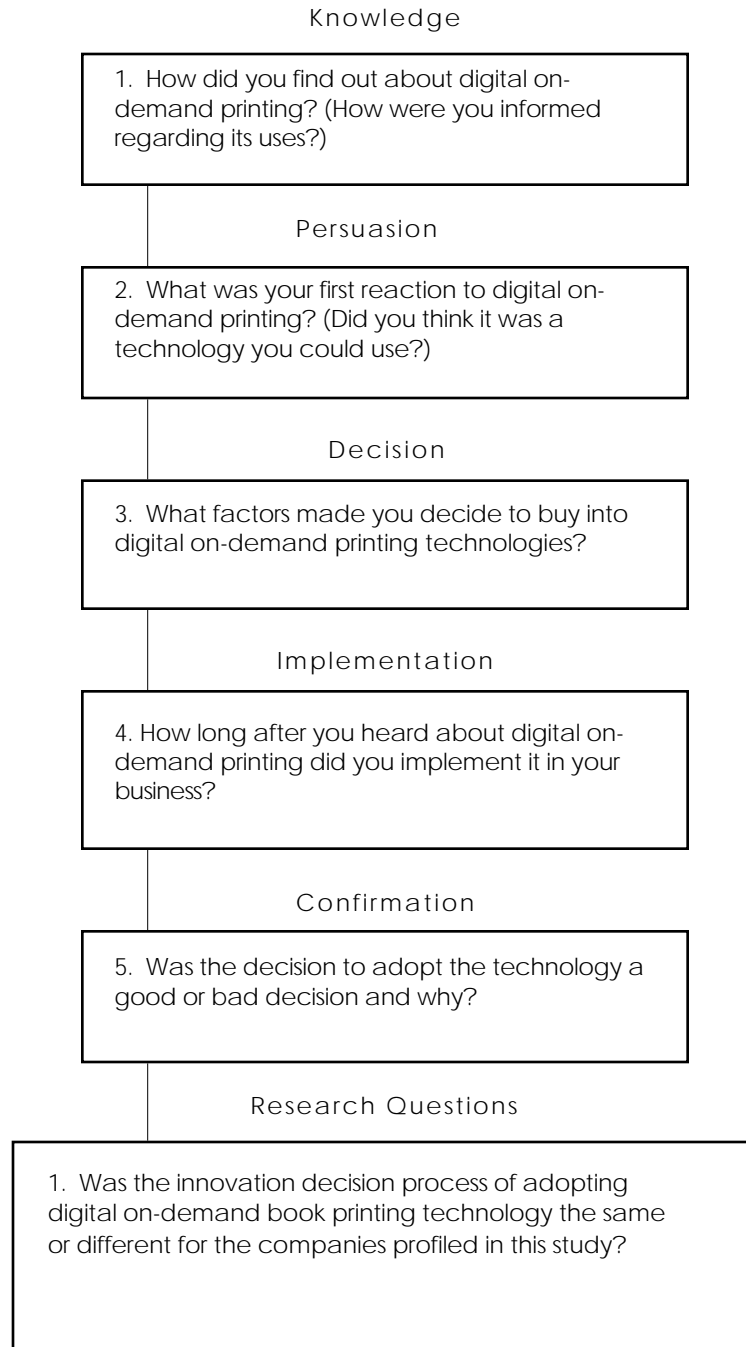 Knowledge
1. How did you find out about digital on-
demand printing? (How were you informed
regarding its uses?)
Persuasion
2. What was your first reaction to digital on-
demand printing? (Did you think it was a
technology you could use?)
Decision
3. What factors made you decide to buy into
digital on-demand printing technologies?
Implementation
4. How long after you heard about digital on-
demand printing did you implement it in your
business?
Confirmation
5. Was the decision to adopt the technology a
good or bad decision and why?
Research Questions
1. Was the innovation decision process of adopting
digital on-demand book printing technology the same
or different for the companies profiled in this study?